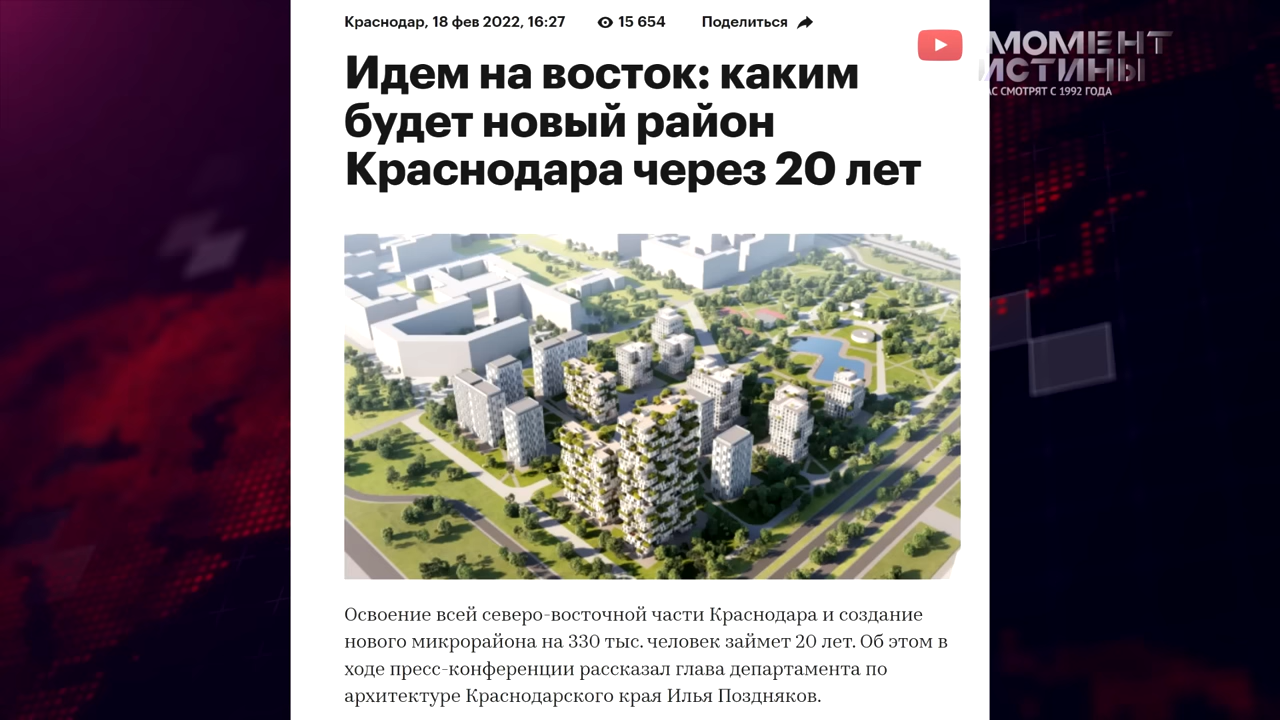 Краснодар, 18 фев 2022, 16:27 15 654 Поделиться
МОМЕНТ
ИСТИНЫ
АС СМОТРЯТ С 1992 ГОДА
Идем на восток: каким
будет новый район
Краснодара через 20 лет
Освоение всей северо-восточной части Краснодара и создание
нового микрорайона на 330 тыс. человек займет 20 лет. Об этом в
ходе пресс-конференции рассказал глава департамента по
архитектуре Краснодарского края Илья Поздняков.